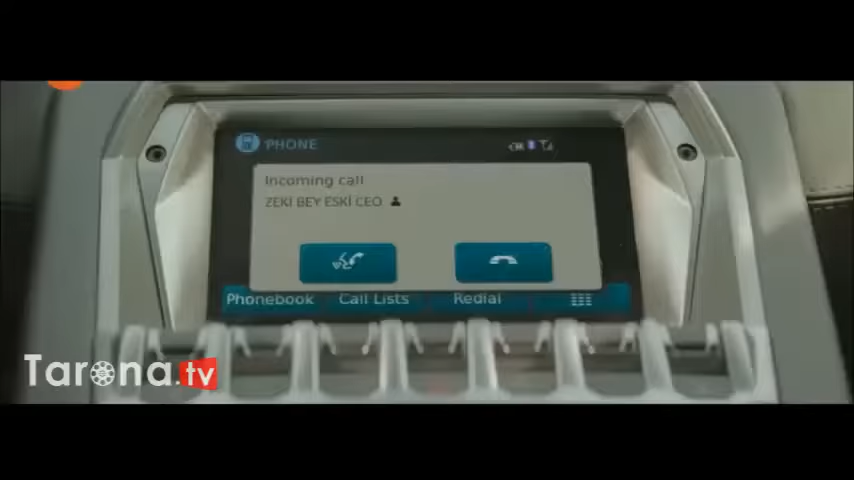 PHONE
Incoming call
ZEKİ BEY ESKİ CEO
Phonebook Call Lists Redial
Tarona.tv